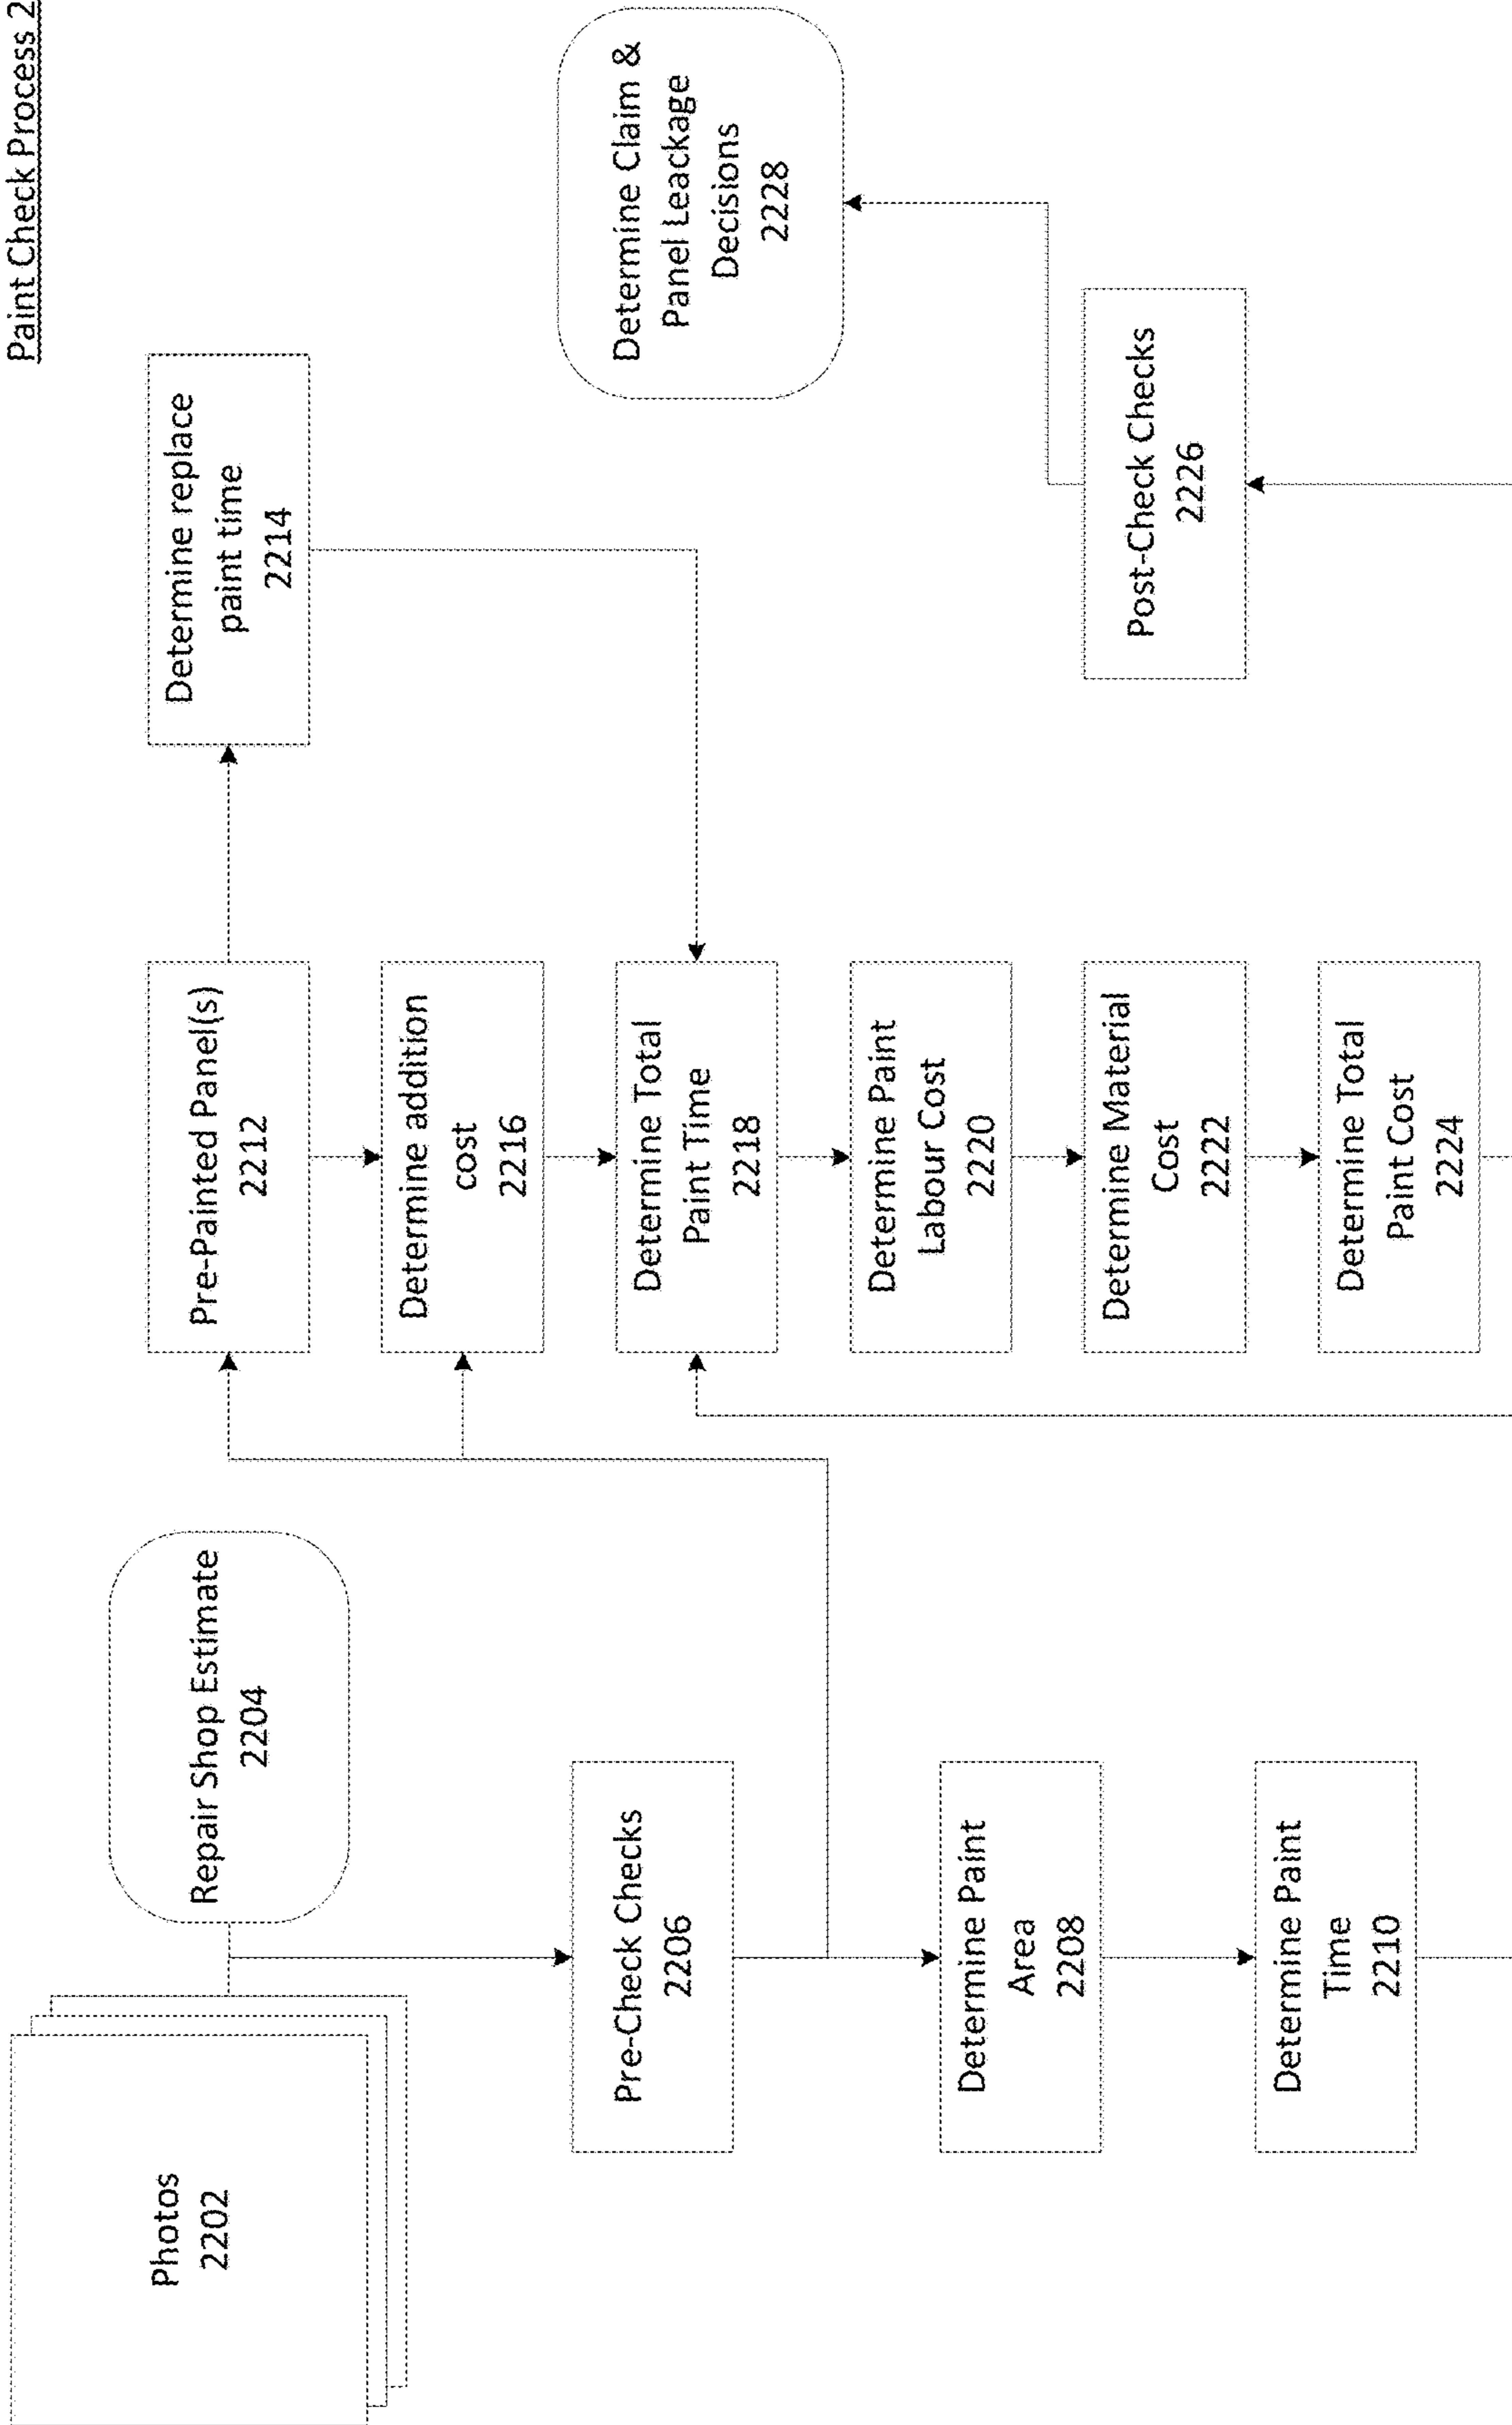 Paint Check Process 2
Photos
2202
Repair Shop Estimate
2204
Pre-Check Checks
2206
Determine Paint
Area
2208
Determine Paint
Time
2210
Pre-Painted Panel(s)
2212
Determine replace
paint time
2214
Determine addition
cost
2216
Determine Total
Paint Time
2218
Determine Paint
Labour Cost
2220
Determine Material
Cost
2222
Determine Total
Paint Cost
2224
Post-Check Checks
2226
Determine Claim &
Panel Leackage
Decisions
2228